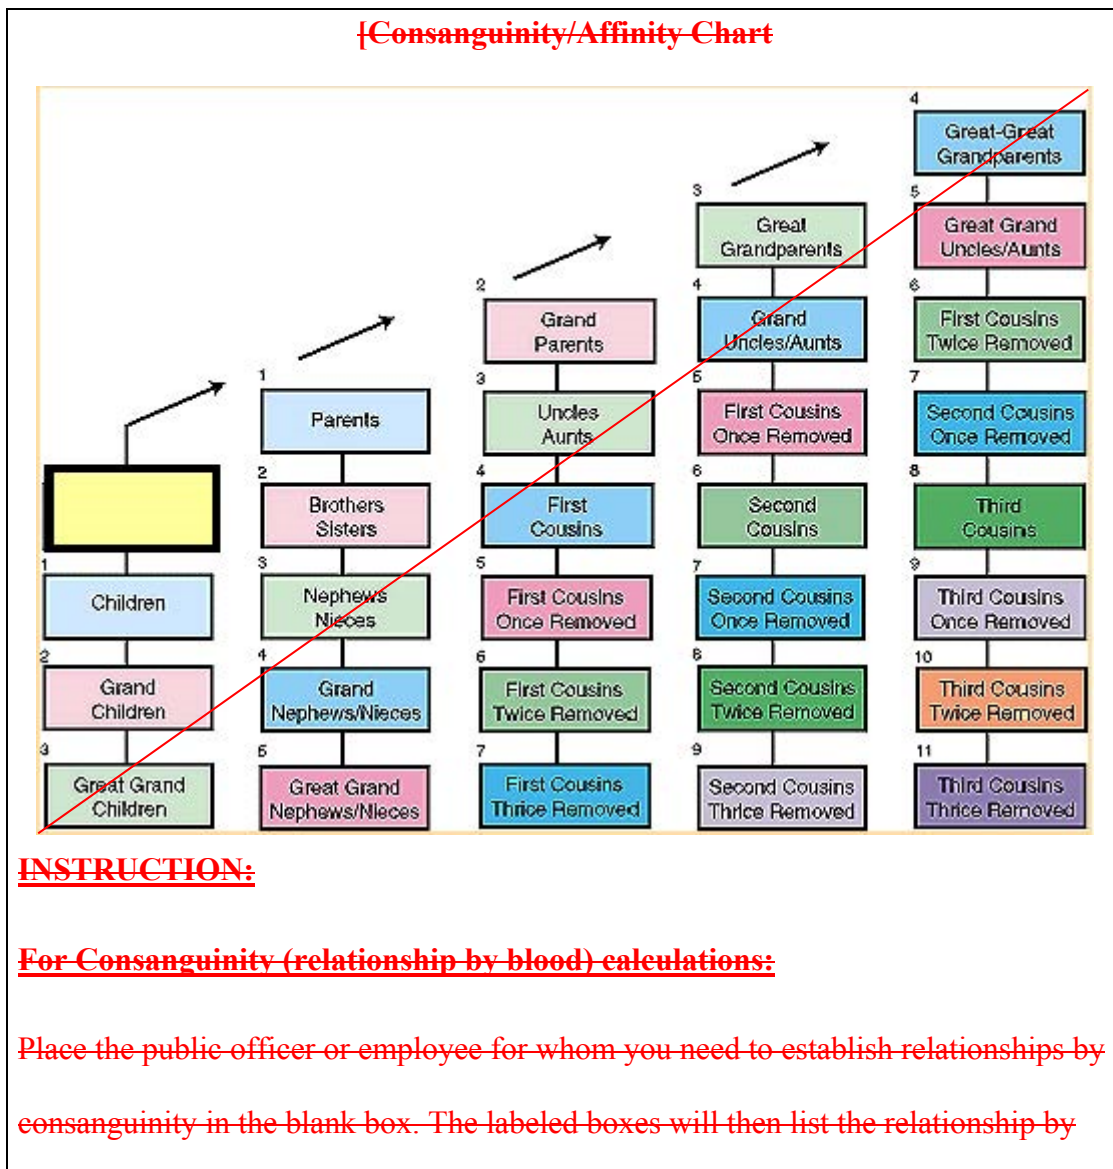 [Consanguinity/Affinity Chart
4
Great-Great
Grandparents
3
5
Great
Grandparents
Great Grand
Uncles/Aunts
2
4
6
Grand
Parents
Grand
Uncles/Aunts
First Cousins
Twice Removed
1
3
5
7
Parents
Uncles
Aunts
First Cousins
Once Removed
Second Cousins
Once Removed
2
4
6
8
Brothers
Sisters
First
Cousins
Second
Cousins
Third
Cousins
1
3
5
7
9
Children
Nephews
Nieces
First Cousins
Once Removed
Second Cousins
Once Removed
Third Cousins
Once Removed
2
4
6
8
10
Grand
Children
Grand
Nephews/Nieces
First Cousins
Twice Removed
Second Cousins
Twice Removed
Third Cousins
Twice Removed
3
5
7
9
11
Great Grand
Children
Great Grand
Nephews/Nieces
First Cousins
Thrice Removed
Second Cousins
Thrice Removed
Third Cousins
Thrice Removed
INSTRUCTION:
For Consanguinity (relationship by blood) calculations:
Place the public officer or employee for whom you need to establish relationships by
consanguinity in the blank box. The labeled boxes will then list the relationship by